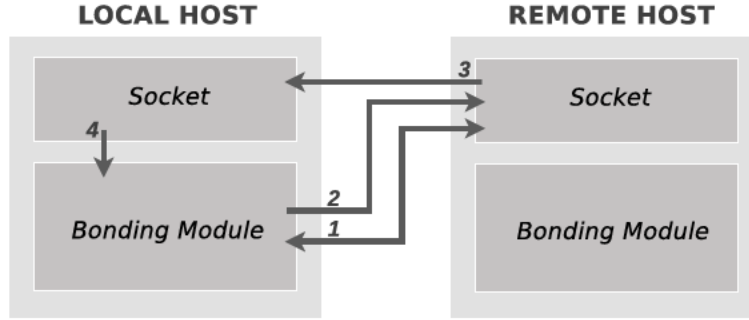 LOCAL HOST
REMOTE HOST
Socket
3
Socket
4
Bonding Module
2
1
Bonding Module